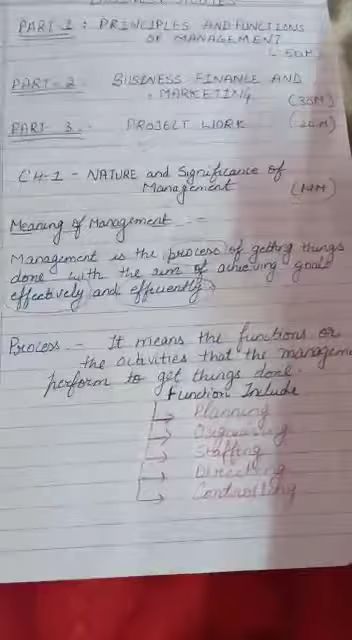 PART-1 : PRINCIPLES AND FUNCTIONS
OF MANAGEMENT
(50M)
PART-2 BUSINESS FINANCE AND
MARKETING (30M)
PART-3. PROJECT WORK (20M)
CH-1 - NATURE and Significance of
Management
Meaning of Management :-
Management is the process of getting things
done with the aim of achieving goals
effectively and efficiently.
Process - It means the functions or
the activities that the manageme
perform to get things done.
Function Include
→ Planning
→ Organising
→ Staffing
→ Directing
→ Controlling